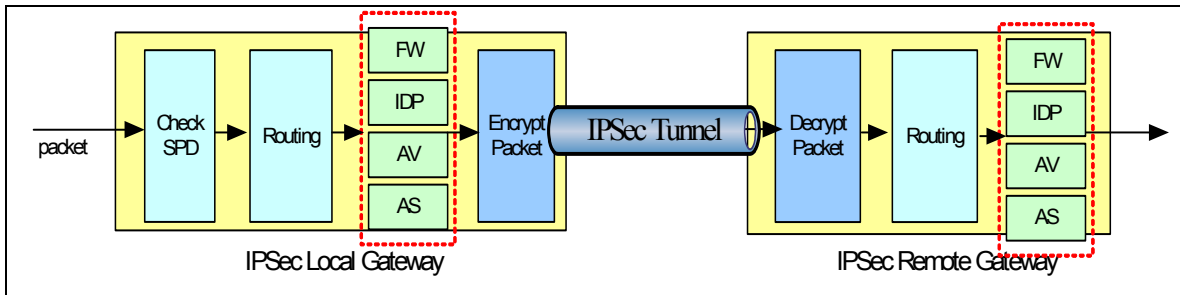 packet
Check
SPD
Routing
FW
IDP
AV
AS
Encrypt
Packet
IPSec Tunnel
Decrypt
Packet
Routing
FW
IDP
AV
AS
IPSec Local Gateway
IPSec Remote Gateway